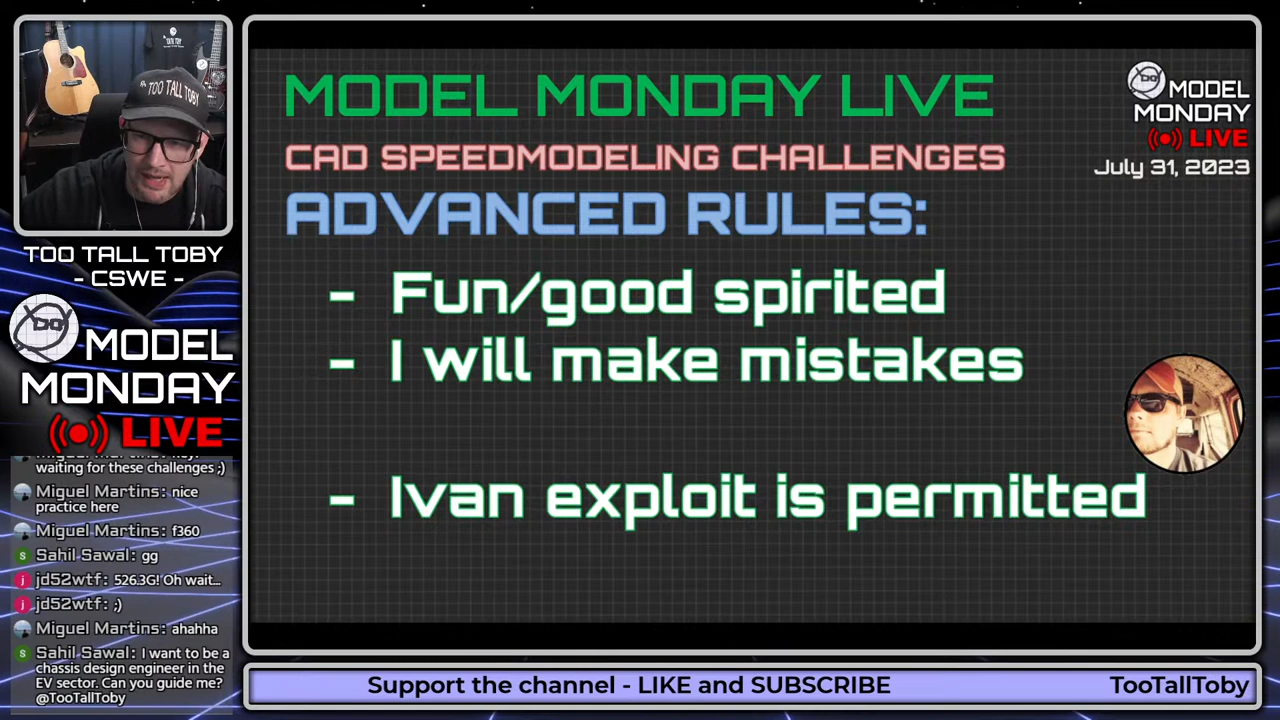 TOO TALL TOBY
TOO TALL TOBY
- CSWE -
MODEL
MONDAY
LIVE
waiting for these challenges ;)
Miguel Martins: nice
practice here
Miguel Martins: f360
S Sahil Sawal: gg
j jd52wtf: 526.3G! Oh wait...
j jd52wtf: ;)
Miguel Martins: ahahha
S Sahil Sawal: I want to be a
chassis design engineer in the
EV sector. Can you guide me?
@TooTallToby
MODEL MONDAY LIVE
CAD SPEEDMODELING CHALLENGES
ADVANCED RULES:
- Fun/good spirited
- I will make mistakes
- Ivan exploit is permitted
MODEL
MONDAY
LIVE
July 31, 2023
Support the channel - LIKE and SUBSCRIBE
TooTallToby